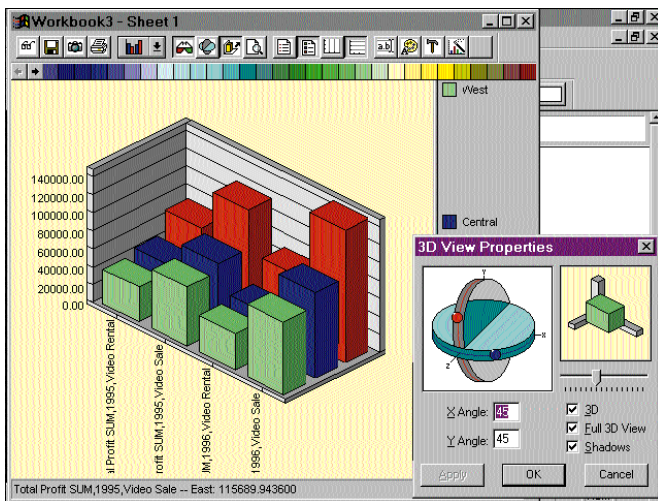 Workbook3 - Sheet 1
West
Central
140000.00
120000.00
100000.00
80000.00
60000.00
40000.00
20000.00
0.00
al Profit SUM,1995,Video Rental
rofit SUM,1995,Video Sale
JM,1996,Video Rental
1996,Video Sale
3D View Properties
Y
X
Z
X Angle: 45
Y Angle: 45
3D
Full 3D View
Shadows
Apply
OK
Cancel
Total Profit SUM,1995,Video Sale -- East: 115689.943600